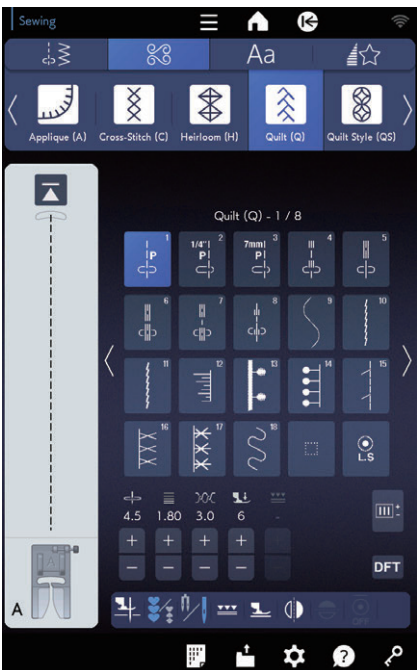 Sewing
Aa
Applique (A) Cross-Stitch (C) Heirloom (H) Quilt (Q) Quilt Style (QS)
Quilt (Q) - 1 / 8
1 P
1/4" 2 P
7mm 3 P
4
5
6
7
8
9
10
11
12
13
14
15
16
17
18
L.S
4.5 1.80 3.0 6 -
+ + + +
− − − −
DFT
A
OFF
?